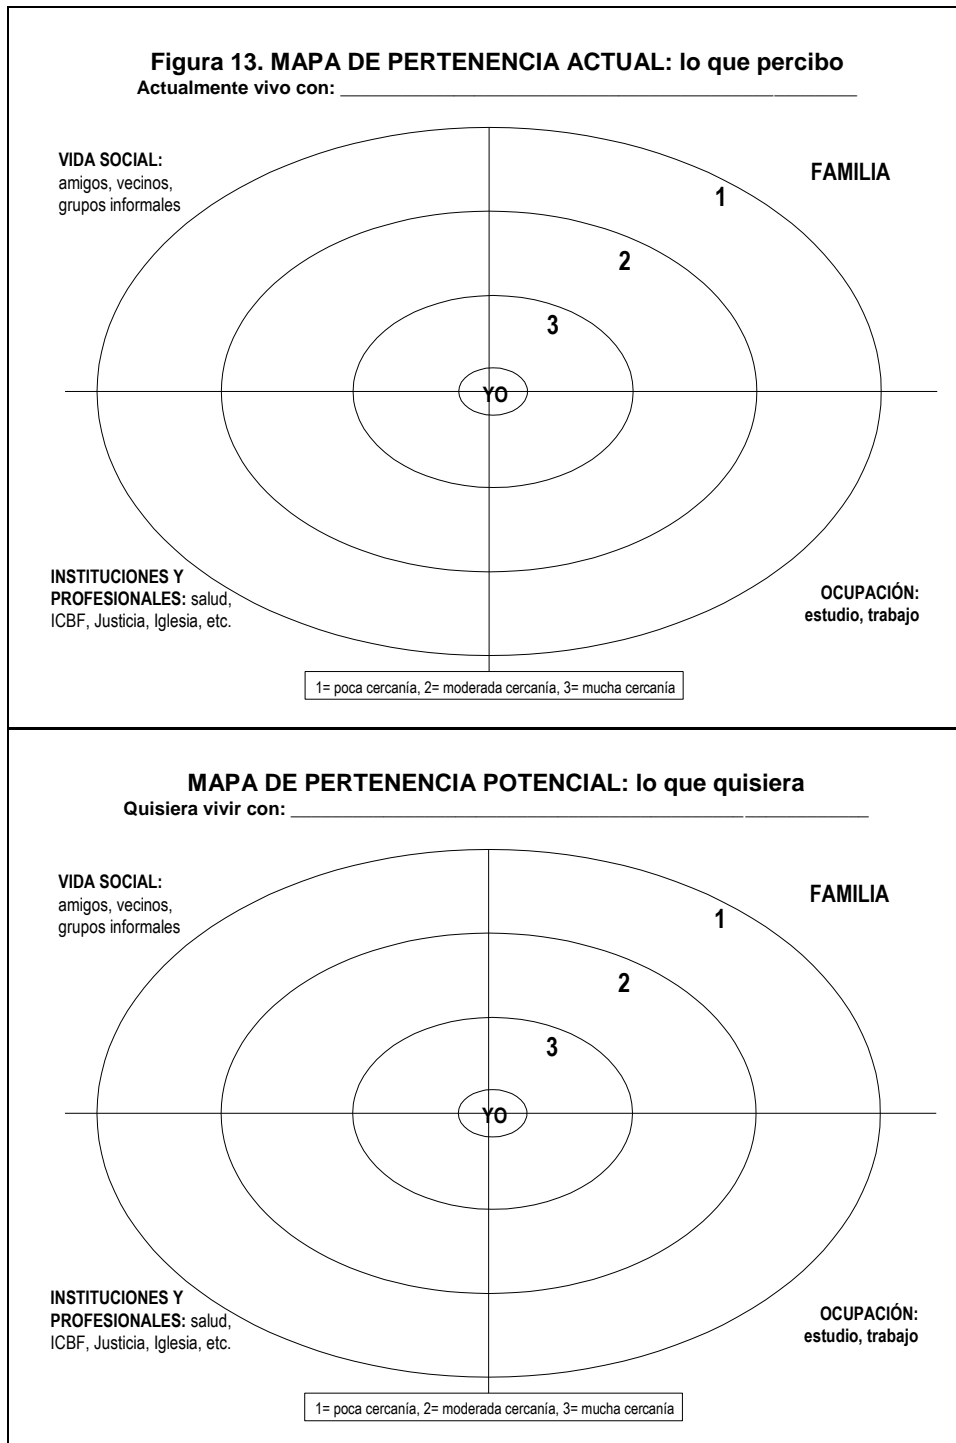 Figura 13. MAPA DE PERTENENCIA ACTUAL: lo que percibo
Actualmente vivo con: ______________________________________________________
VIDA SOCIAL:
amigos, vecinos,
grupos informales
FAMILIA
1
2
3
YO
INSTITUCIONES Y
PROFESIONALES: salud,
ICBF, Justicia, Iglesia, etc.
OCUPACIÓN:
estudio, trabajo
1= poca cercanía, 2= moderada cercanía, 3= mucha cercanía
MAPA DE PERTENENCIA POTENCIAL: lo que quisiera
Quisiera vivir con: ____________________________________________________________
VIDA SOCIAL:
amigos, vecinos,
grupos informales
FAMILIA
1
2
3
YO
INSTITUCIONES Y
PROFESIONALES: salud,
ICBF, Justicia, Iglesia, etc.
OCUPACIÓN:
estudio, trabajo
1= poca cercanía, 2= moderada cercanía, 3= mucha cercanía